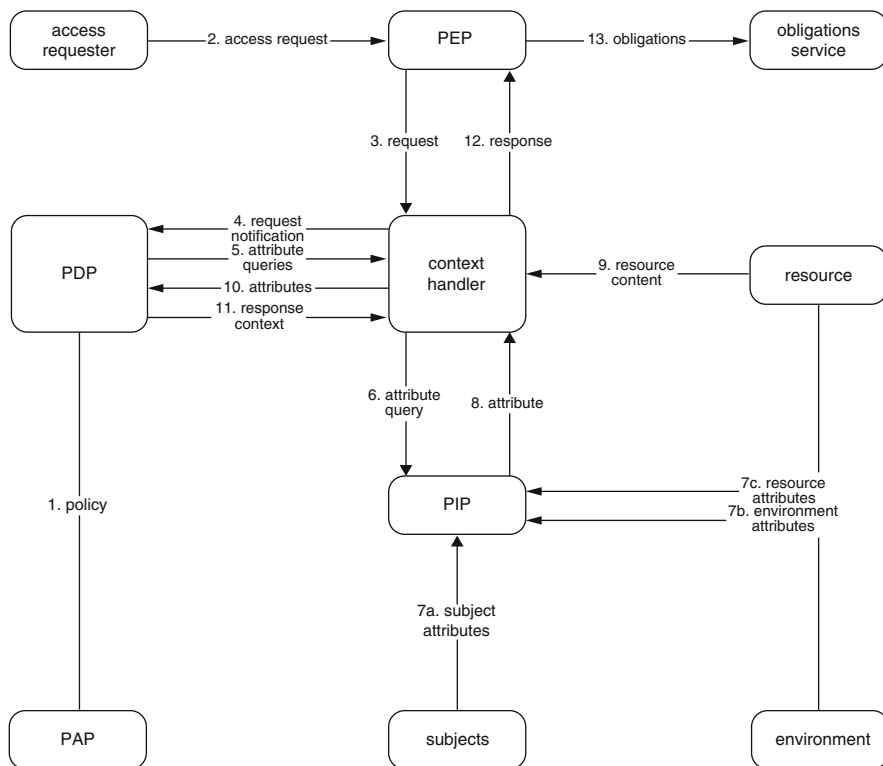 access
requester
2. access request
PEP
13. obligations
obligations
service
3. request
12. response
PDP
4. request
notification
5. attribute
queries
10. attributes
11. response
context
context
handler
9. resource
content
resource
6. attribute
query
8. attribute
1. policy
PIP
7c. resource
attributes
7b. environment
attributes
7a. subject
attributes
PAP
subjects
environment